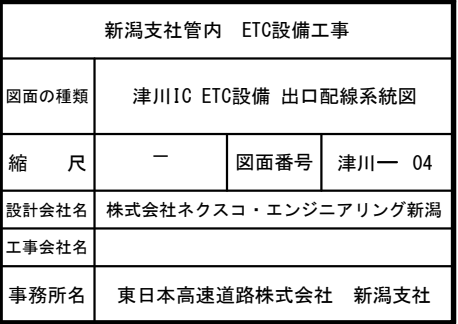 新潟支社管内　ETC設備工事
図面の種類　津川IC ETC設備 出口配線系統図
縮　尺　－　図面番号　津川ー 04
設計会社名　株式会社ネクスコ・エンジニアリング新潟
工事会社名
事務所名　東日本高速道路株式会社　新潟支社